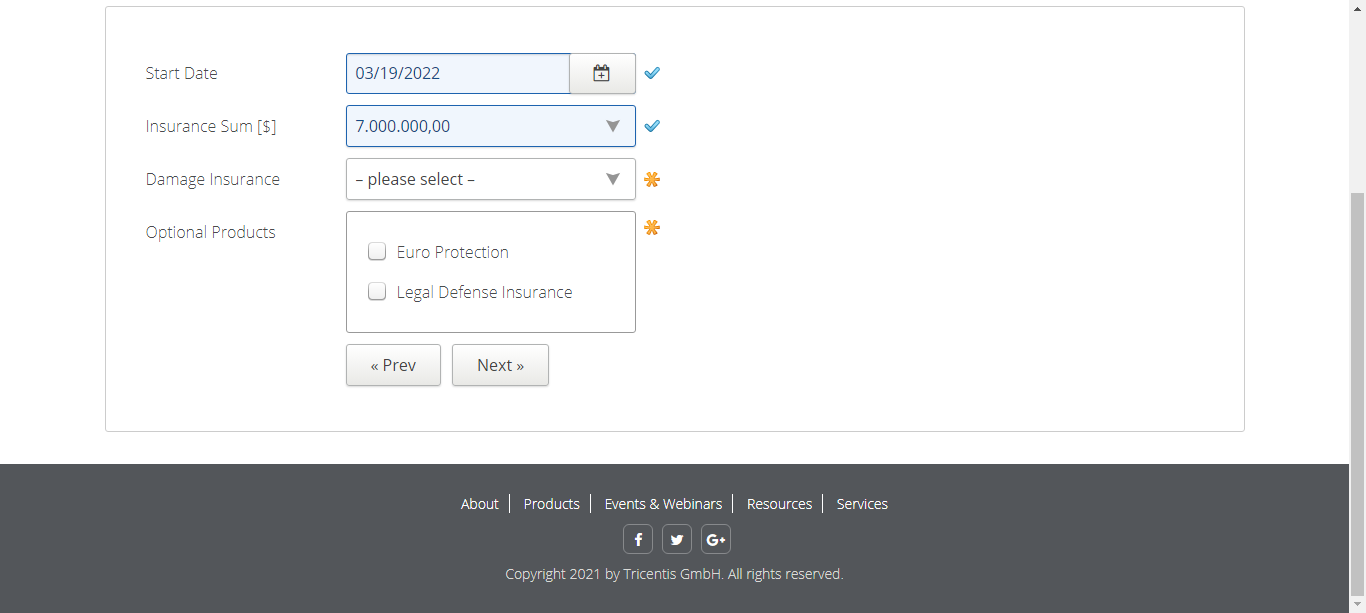 Start Date 03/19/2022
Insurance Sum [$] 7.000.000,00
Damage Insurance – please select –
Optional Products
Euro Protection
Legal Defense Insurance
« Prev Next »
About Products Events & Webinars Resources Services
f G+
Copyright 2021 by Tricentis GmbH. All rights reserved.